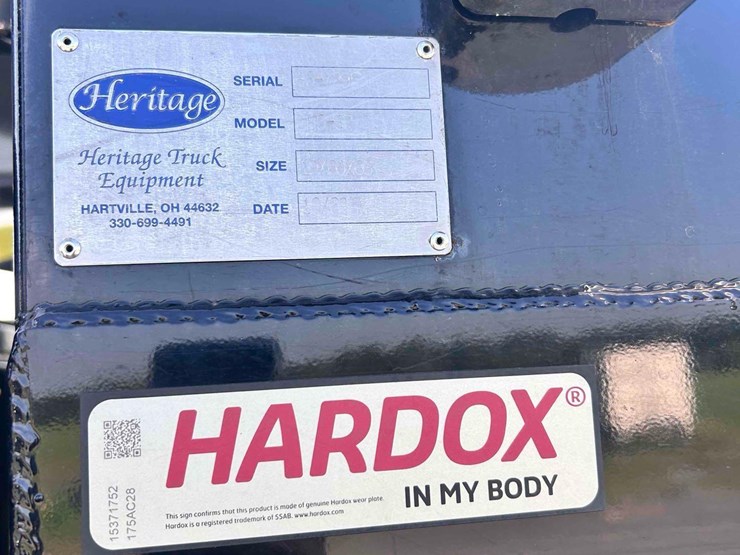 Heritage
Heritage Truck
Equipment
HARTVILLE, OH 44632
330-699-4491
SERIAL
MODEL
SIZE
DATE
HARDOX®
IN MY BODY
15371752
175AC28
This sign confirms that this product is made of genuine Hardox wear plate.
Hardox is a registered trademark of SSAB. www.hardox.com